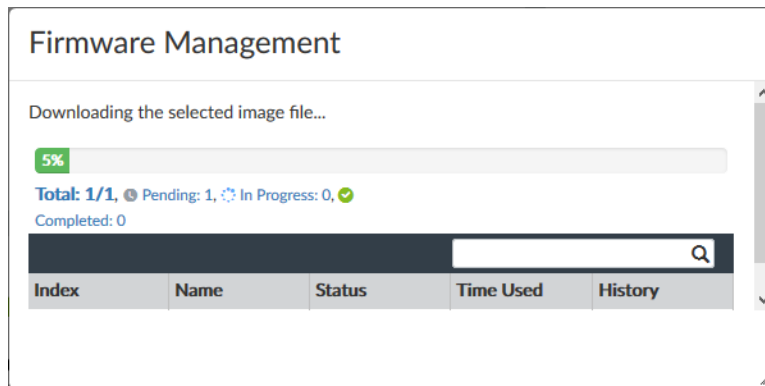 Firmware Management
Downloading the selected image file...
5%
Total: 1/1, Pending: 1, In Progress: 0,
Completed: 0
Index Name Status Time Used History